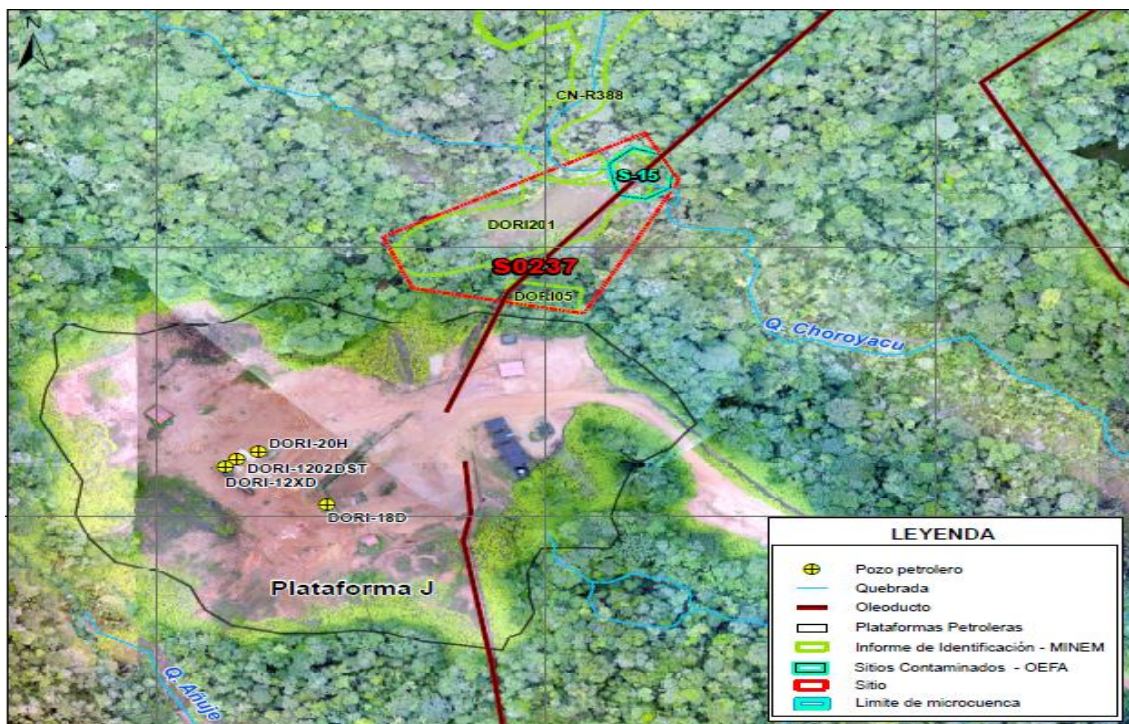 N
CN-R388
S-15
DORI201
S0237
DORI05
Q. Choroyacu
DORI-20H
DORI-1202DST
DORI-12XD
DORI-18D
Plataforma J
Q. Añuje
LEYENDA
Pozo petrolero
Quebrada
Oleoducto
Plataformas Petroleras
Informe de Identificación - MINEM
Sitios Contaminados - OEFA
Sitio
Limite de microcuenca